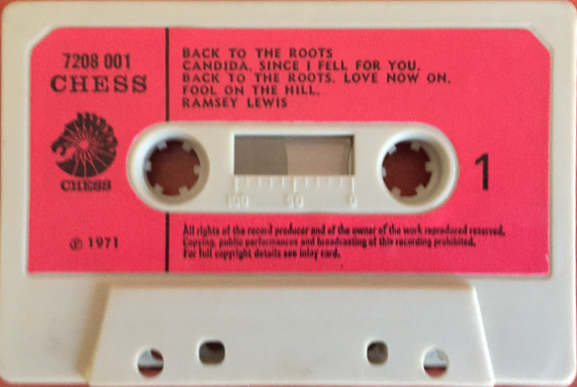 7208 001
CHESS
BACK TO THE ROOTS
CANDIDA. SINCE I FELL FOR YOU.
BACK TO THE ROOTS. LOVE NOW ON.
FOOL ON THE HILL.
RAMSEY LEWIS
CHESS
1
100 50 0
℗ 1971
All rights of the record producer and of the owner of the work reproduced reserved.
Copying, public performances and broadcasting of this recording prohibited.
For full copyright details see inlay card.